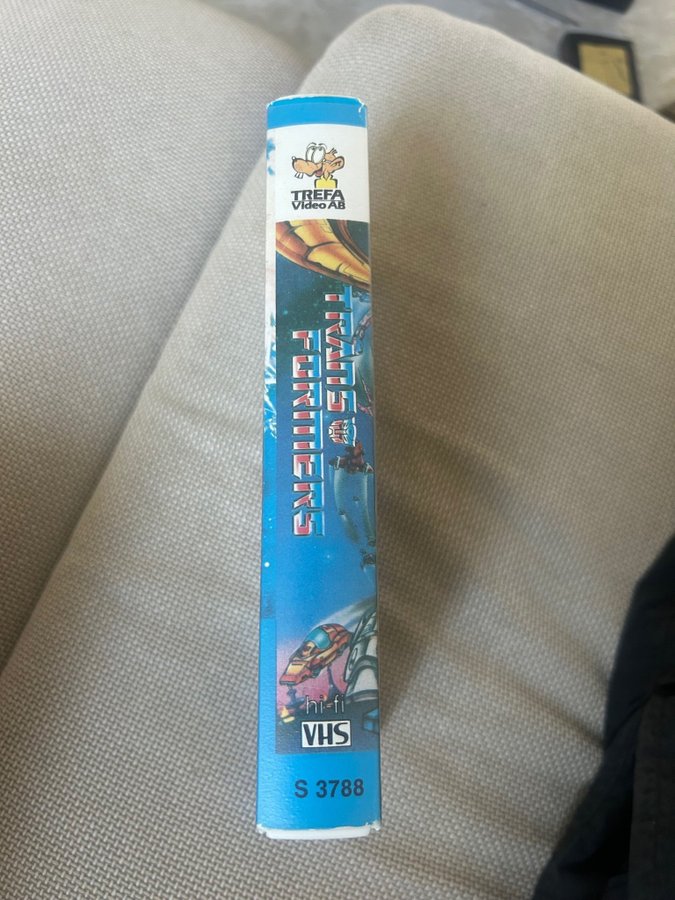 TREFA
Video AB
TRANS
FORMERS
hi-fi
VHS
S 3788